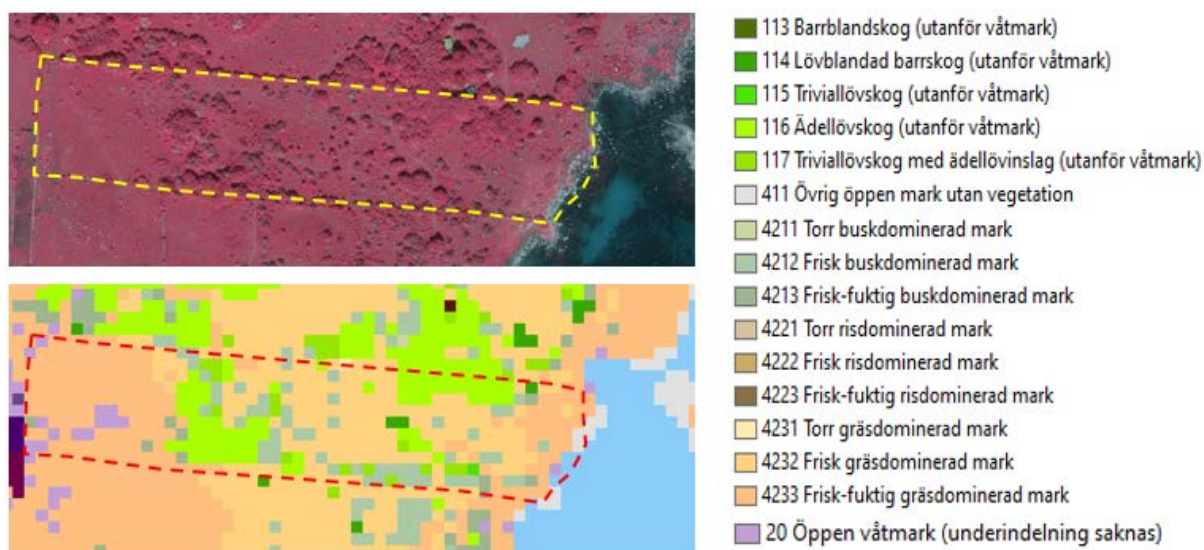 113 Barrblandskog (utanför våtmark)
114 Lövblandad barrskog (utanför våtmark)
115 Triviallövskog (utanför våtmark)
116 Ädellövskog (utanför våtmark)
117 Triviallövskog med ädellövinslag (utanför våtmark)
411 Övrig öppen mark utan vegetation
4211 Torr buskdominerad mark
4212 Frisk buskdominerad mark
4213 Frisk-fuktig buskdominerad mark
4221 Torr risdominerad mark
4222 Frisk risdominerad mark
4223 Frisk-fuktig risdominerad mark
4231 Torr gräsdominerad mark
4232 Frisk gräsdominerad mark
4233 Frisk-fuktig gräsdominerad mark
20 Öppen våtmark (underindelning saknas)